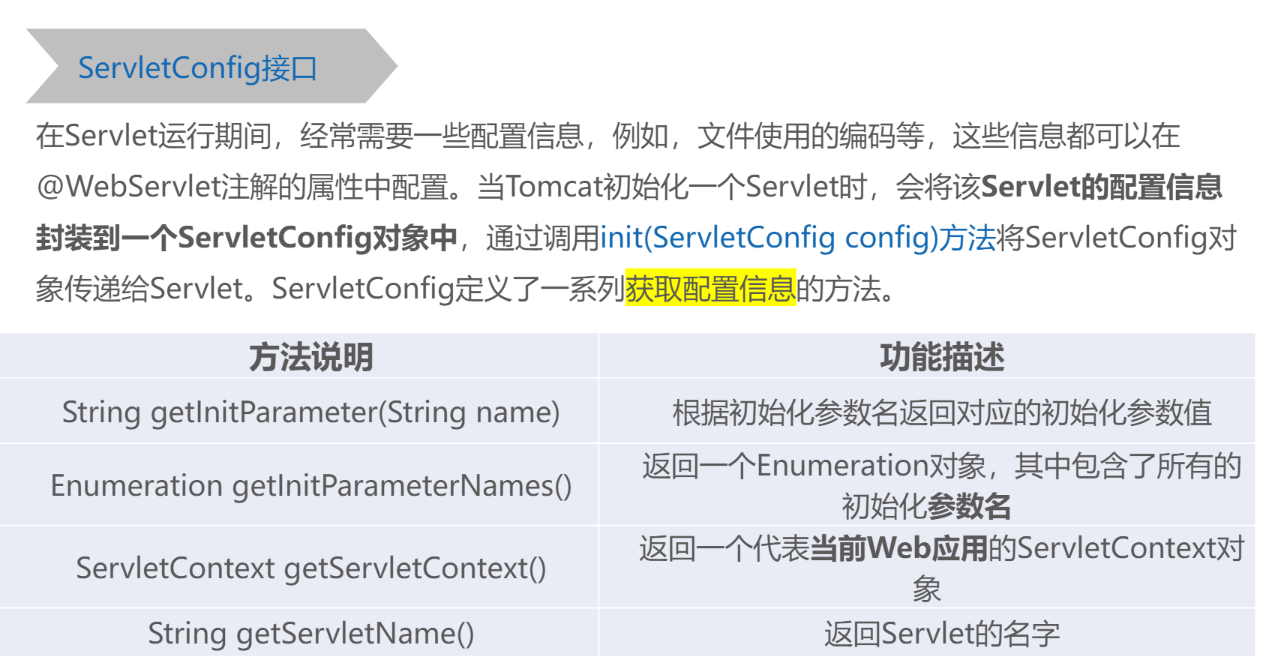 ServletConfig接口
在Servlet运行期间，经常需要一些配置信息，例如，文件使用的编码等，这些信息都可以在
@WebServlet注解的属性中配置。当Tomcat初始化一个Servlet时，会将该Servlet的配置信息
封装到一个ServletConfig对象中，通过调用init(ServletConfig config)方法将ServletConfig对
象传递给Servlet。ServletConfig定义了一系列获取配置信息的方法。
方法说明 功能描述
String getInitParameter(String name) 根据初始化参数名返回对应的初始化参数值
Enumeration getInitParameterNames() 返回一个Enumeration对象，其中包含了所有的
初始化参数名
ServletContext getServletContext() 返回一个代表当前Web应用的ServletContext对
象
String getServletName() 返回Servlet的名字